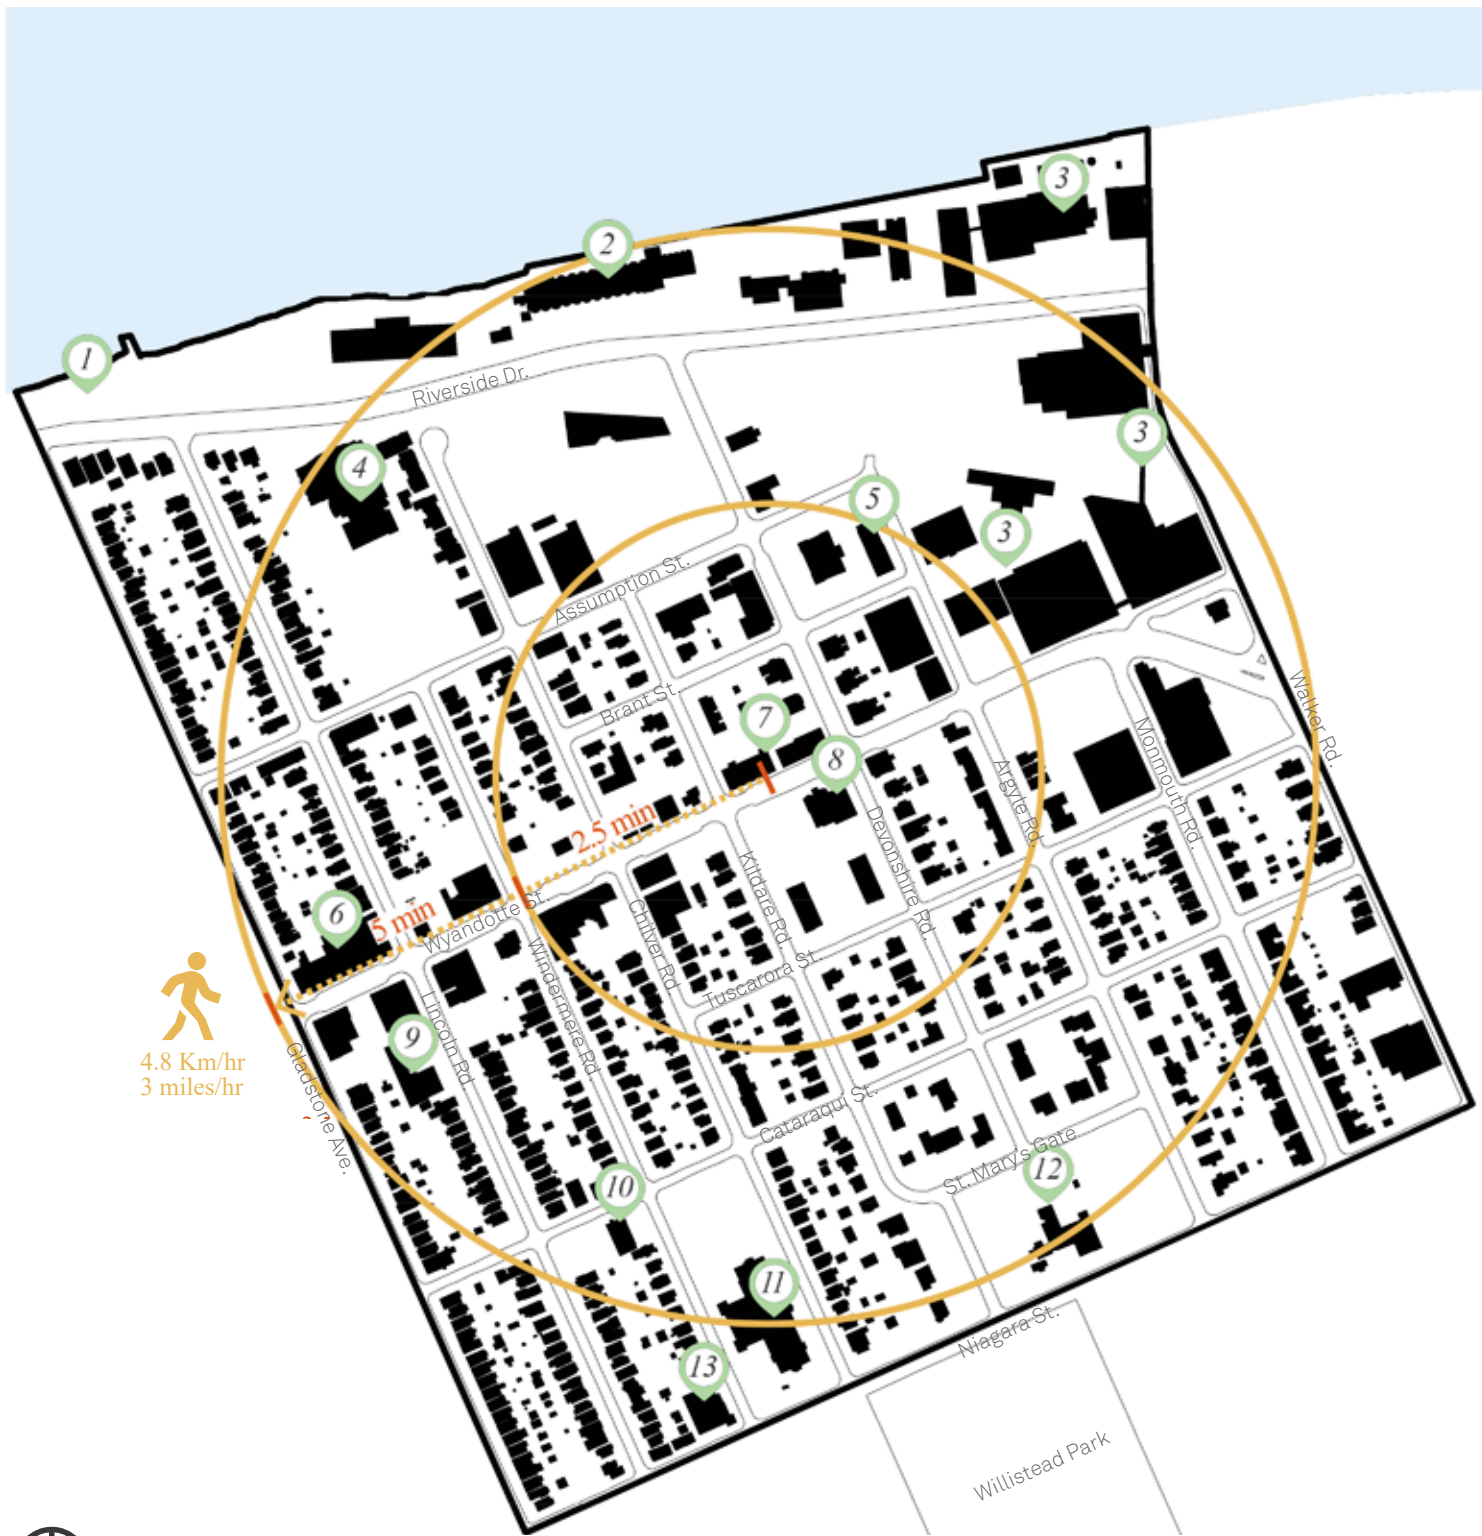 3
2
1
Riverside Dr.
3
4
5
3
Assumption St.
Brant St.
7
Walker Rd.
8
Monmouth Rd.
Argyle Rd.
2.5 min
Devonshire Rd.
Kildare Rd.
6
5 min
Wyandotte St.
Chilver Rd
Windermere Rd.
Tuscarora St.
Lincoln Rd.
9
4.8 Km/hr
3 miles/hr
Gladstone Ave.
Cataraqui St.
St. Mary's Gate
12
10
11
Niagara St.
13
Willistead Park